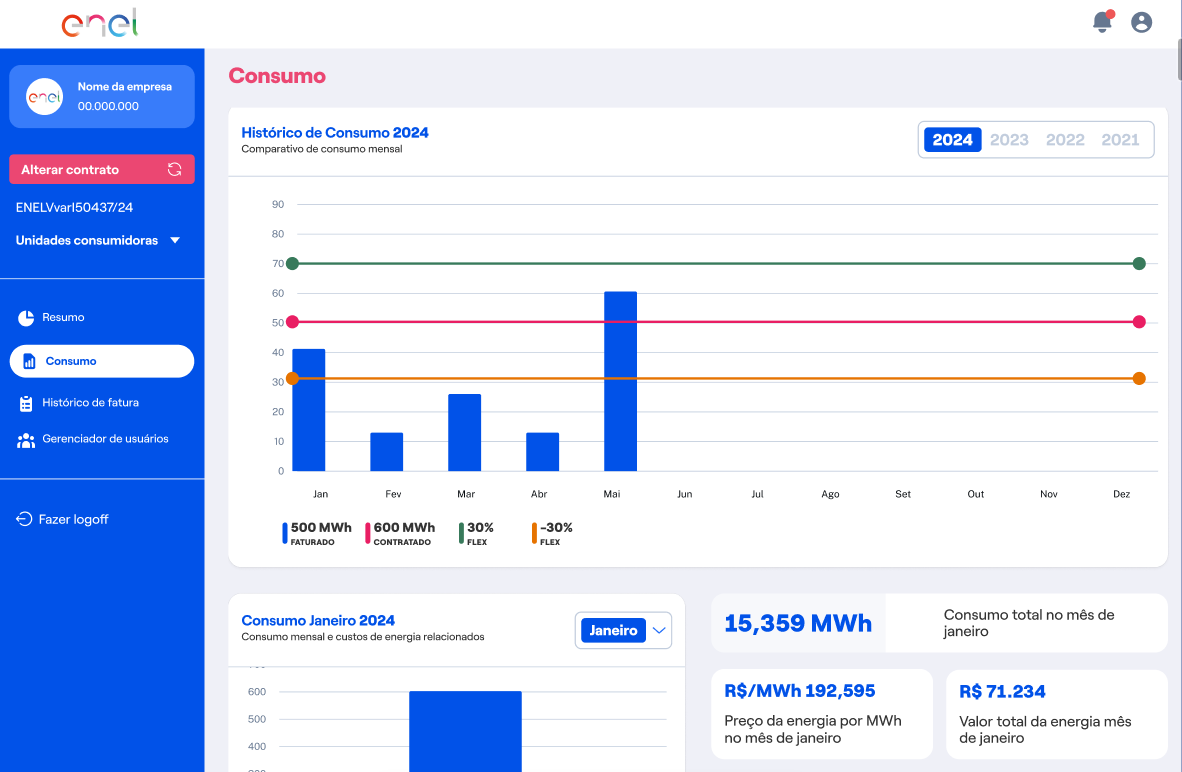 enel
enel
Nome da empresa
00.000.000
Alterar contrato
ENELVvarI50437/24
Unidades consumidoras
Resumo
Consumo
Histórico de fatura
Gerenciador de usuários
Fazer logoff
Consumo
Histórico de Consumo 2024
Comparativo de consumo mensal
2024 2023 2022 2021
90
80
70
60
50
40
30
20
10
0
Jan Fev Mar Abr Mai Jun Jul Ago Set Out Nov Dez
500 MWh 600 MWh 30% -30%
FATURADO CONTRATADO FLEX FLEX
Consumo Janeiro 2024
Consumo mensal e custos de energia relacionados
Janeiro
600
500
400
15,359 MWh
Consumo total no mês de
janeiro
R$/MWh 192,595
Preço da energia por MWh
no mês de janeiro
R$ 71.234
Valor total da energia mês
de janeiro